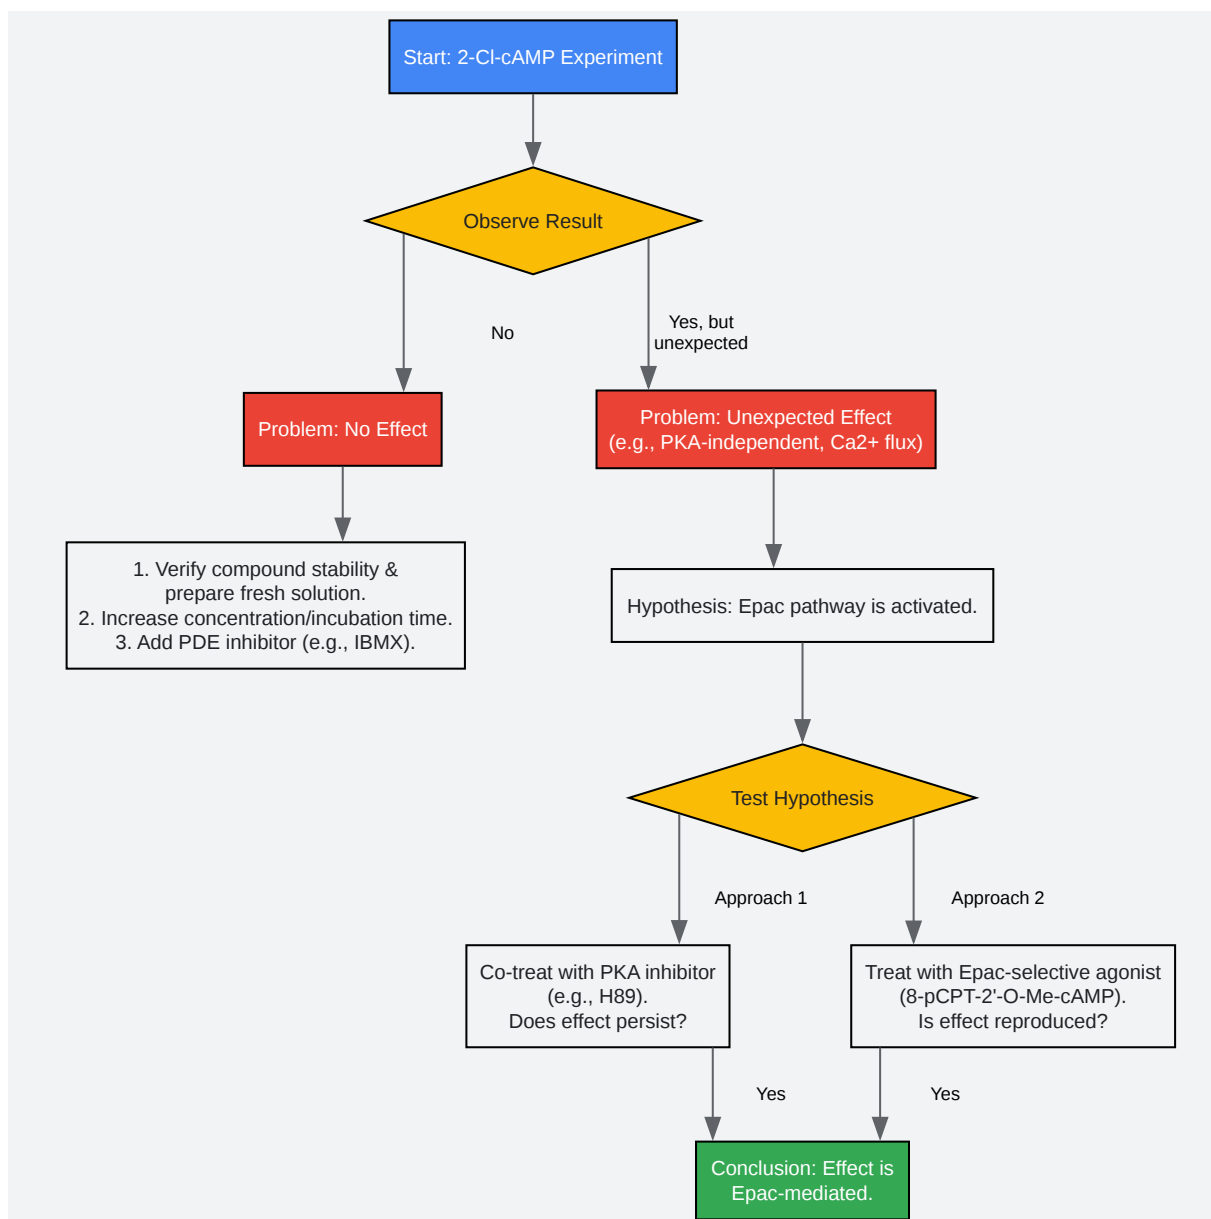 Start: 2-Cl-cAMP Experiment
Observe Result
No
Yes, but
unexpected
Problem: No Effect
Problem: Unexpected Effect
(e.g., PKA-independent, Ca2+ flux)
1. Verify compound stability &
prepare fresh solution.
2. Increase concentration/incubation time.
3. Add PDE inhibitor (e.g., IBMX).
Hypothesis: Epac pathway is activated.
Test Hypothesis
Approach 1
Approach 2
Co-treat with PKA inhibitor
(e.g., H89).
Does effect persist?
Treat with Epac-selective agonist
(8-pCPT-2'-O-Me-cAMP).
Is effect reproduced?
Yes
Yes
Conclusion: Effect is
Epac-mediated.